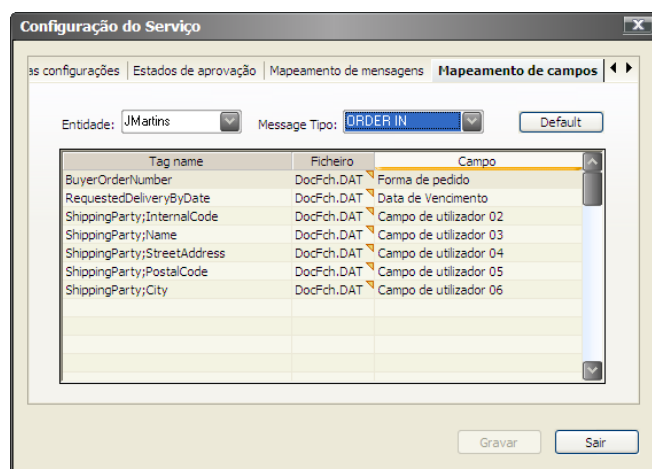 Configuração do Serviço
as configurações Estados de aprovação Mapeamento de mensagens Mapeamento de campos
Entidade: JMartins Message Tipo: ORDER IN Default
Tag name Ficheiro Campo
BuyerOrderNumber DocFch.DAT Forma de pedido
RequestedDeliveryByDate DocFch.DAT Data de Vencimento
ShippingParty;InternalCode DocFch.DAT Campo de utilizador 02
ShippingParty;Name DocFch.DAT Campo de utilizador 03
ShippingParty;StreetAddress DocFch.DAT Campo de utilizador 04
ShippingParty;PostalCode DocFch.DAT Campo de utilizador 05
ShippingParty;City DocFch.DAT Campo de utilizador 06
Gravar Sair